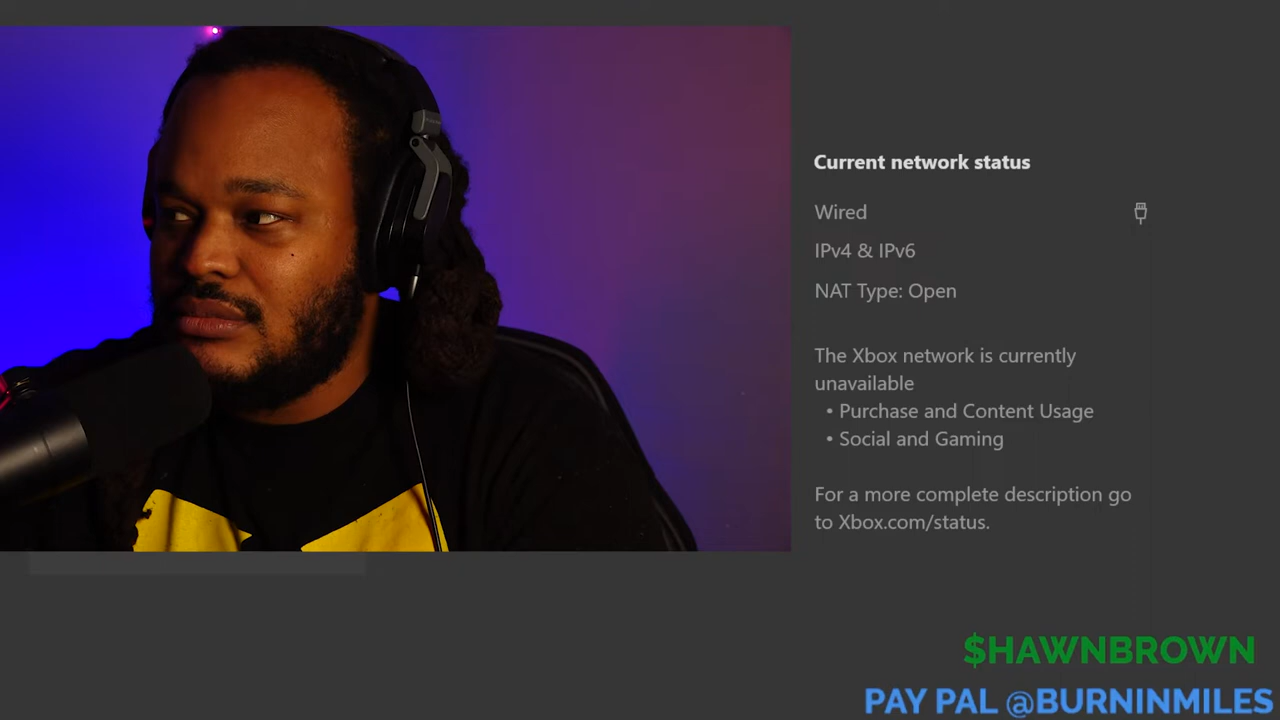 Current network status
Wired
IPv4 & IPv6
NAT Type: Open
The Xbox network is currently
unavailable
• Purchase and Content Usage
• Social and Gaming
For a more complete description go
to Xbox.com/status.
$HAWNBROWN
PAY PAL @BURNINMILES